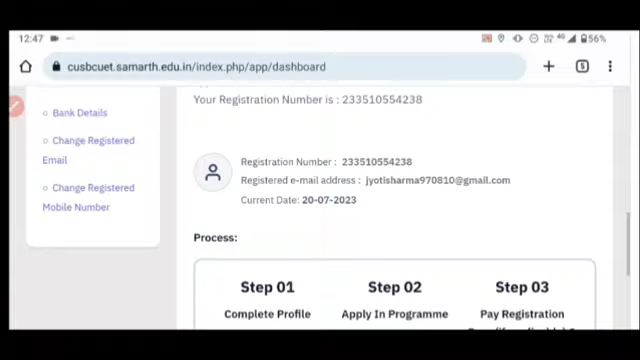 12:47
4G 56%
cusbcuet.samarth.edu.in/index.php/app/dashboard
5
Your Registration Number is : 233510554238
Bank Details
Change Registered
Email
Change Registered
Mobile Number
Registration Number : 233510554238
Registered e-mail address : jyotisharma970810@gmail.com
Current Date: 20-07-2023
Process:
Step 01
Step 02
Step 03
Complete Profile
Apply In Programme
Pay Registration